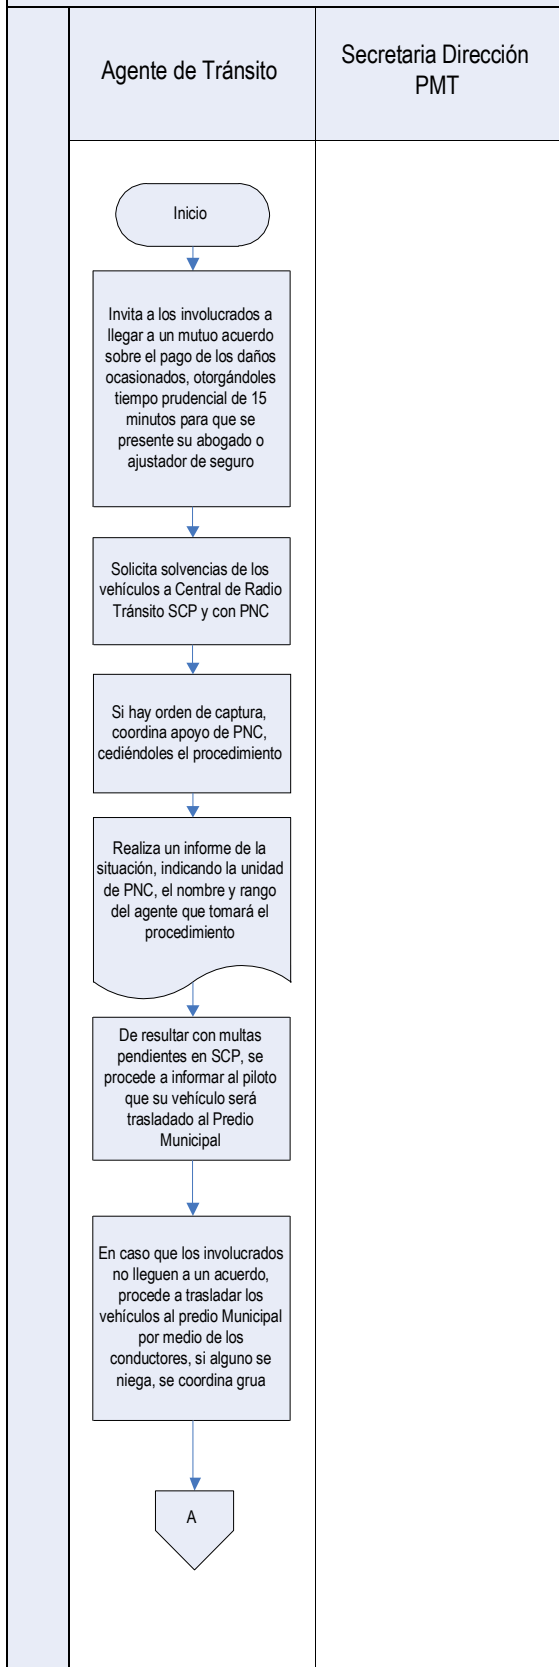 Agente de Tránsito
Secretaria Dirección
PMT
Inicio
Invita a los involucrados a
llegar a un mutuo acuerdo
sobre el pago de los daños
ocasionados, otorgándoles
tiempo prudencial de 15
minutos para que se
presente su abogado o
ajustador de seguro
Solicita solvencias de los
vehículos a Central de Radio
Tránsito SCP y con PNC
Si hay orden de captura,
coordina apoyo de PNC,
cediéndoles el procedimiento
Realiza un informe de la
situación, indicando la unidad
de PNC, el nombre y rango
del agente que tomará el
procedimiento
De resultar con multas
pendientes en SCP, se
procede a informar al piloto
que su vehículo será
trasladado al Predio
Municipal
En caso que los involucrados
no lleguen a un acuerdo,
procede a trasladar los
vehículos al predio Municipal
por medio de los
conductores, si alguno se
niega, se coordina grua
A